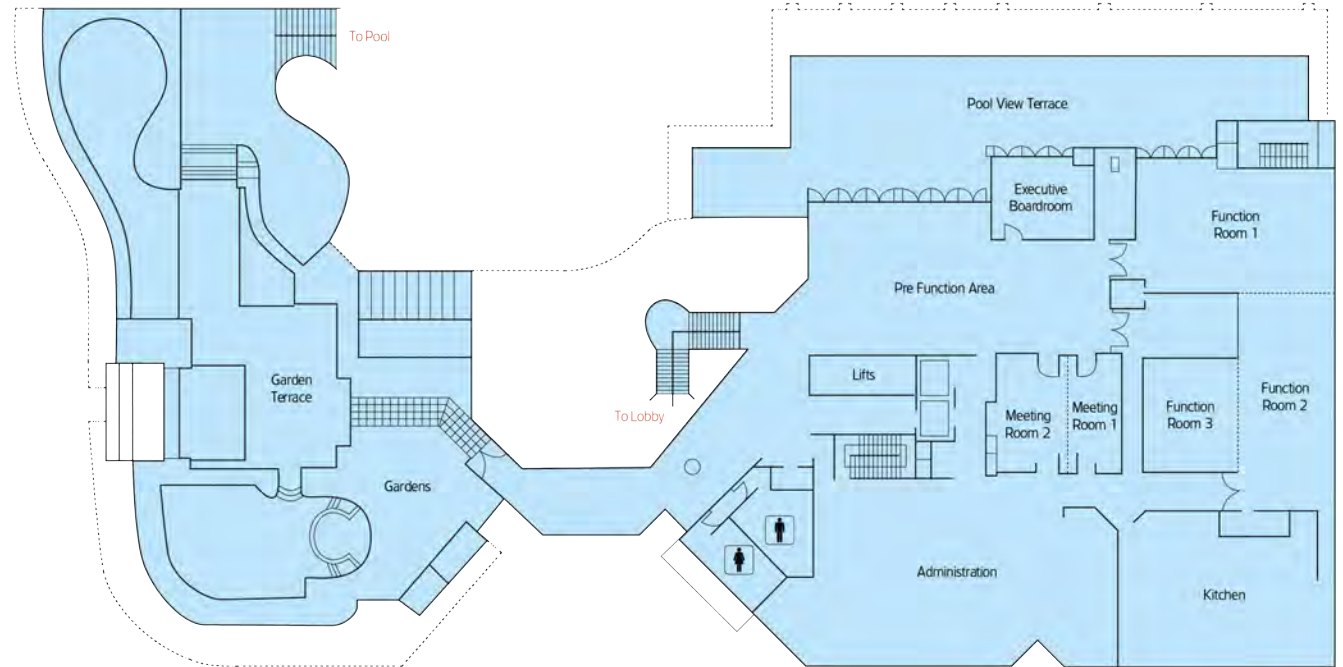 To Pool
Pool View Terrace
Executive
Boardroom
Function
Room 1
Pre Function Area
Garden
Terrace
Lifts
To Lobby
Meeting
Room 2
Meeting
Room 1
Function
Room 3
Function
Room 2
Gardens
Administration
Kitchen